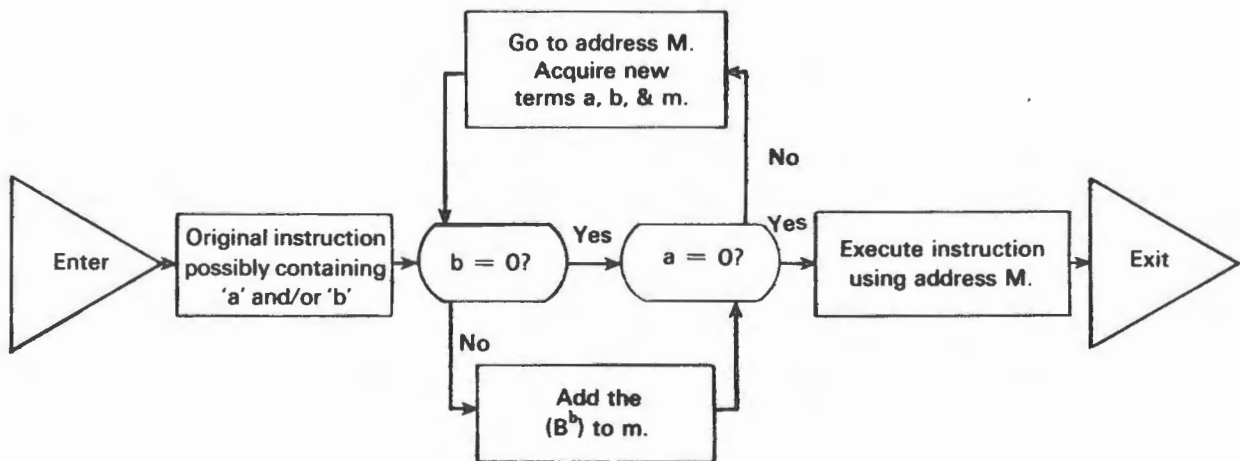 Go to address M.
Acquire new
terms a, b, & m.
No
Enter
Original instruction
possibly containing
'a' and/or 'b'
b = 0?
Yes
a = 0?
Yes
Execute instruction
using address M.
Exit
No
Add the
(B^b) to m.